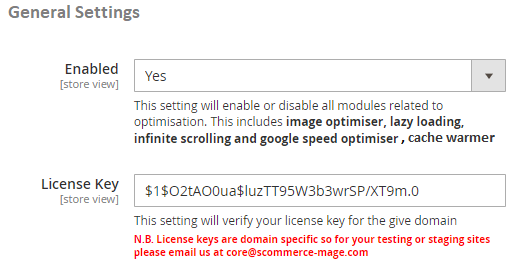 General Settings
Enabled
[store view]
Yes
This setting will enable or disable all modules related to
optimisation. This includes image optimiser, lazy loading,
infinite scrolling and google speed optimiser , cache warmer
License Key
[store view]
$1$O2tAO0ua$luzTT95W3b3wrSP/XT9m.0
This setting will verify your license key for the give domain
N.B. License keys are domain specific so for your testing or staging sites
please email us at core@scommerce-mage.com